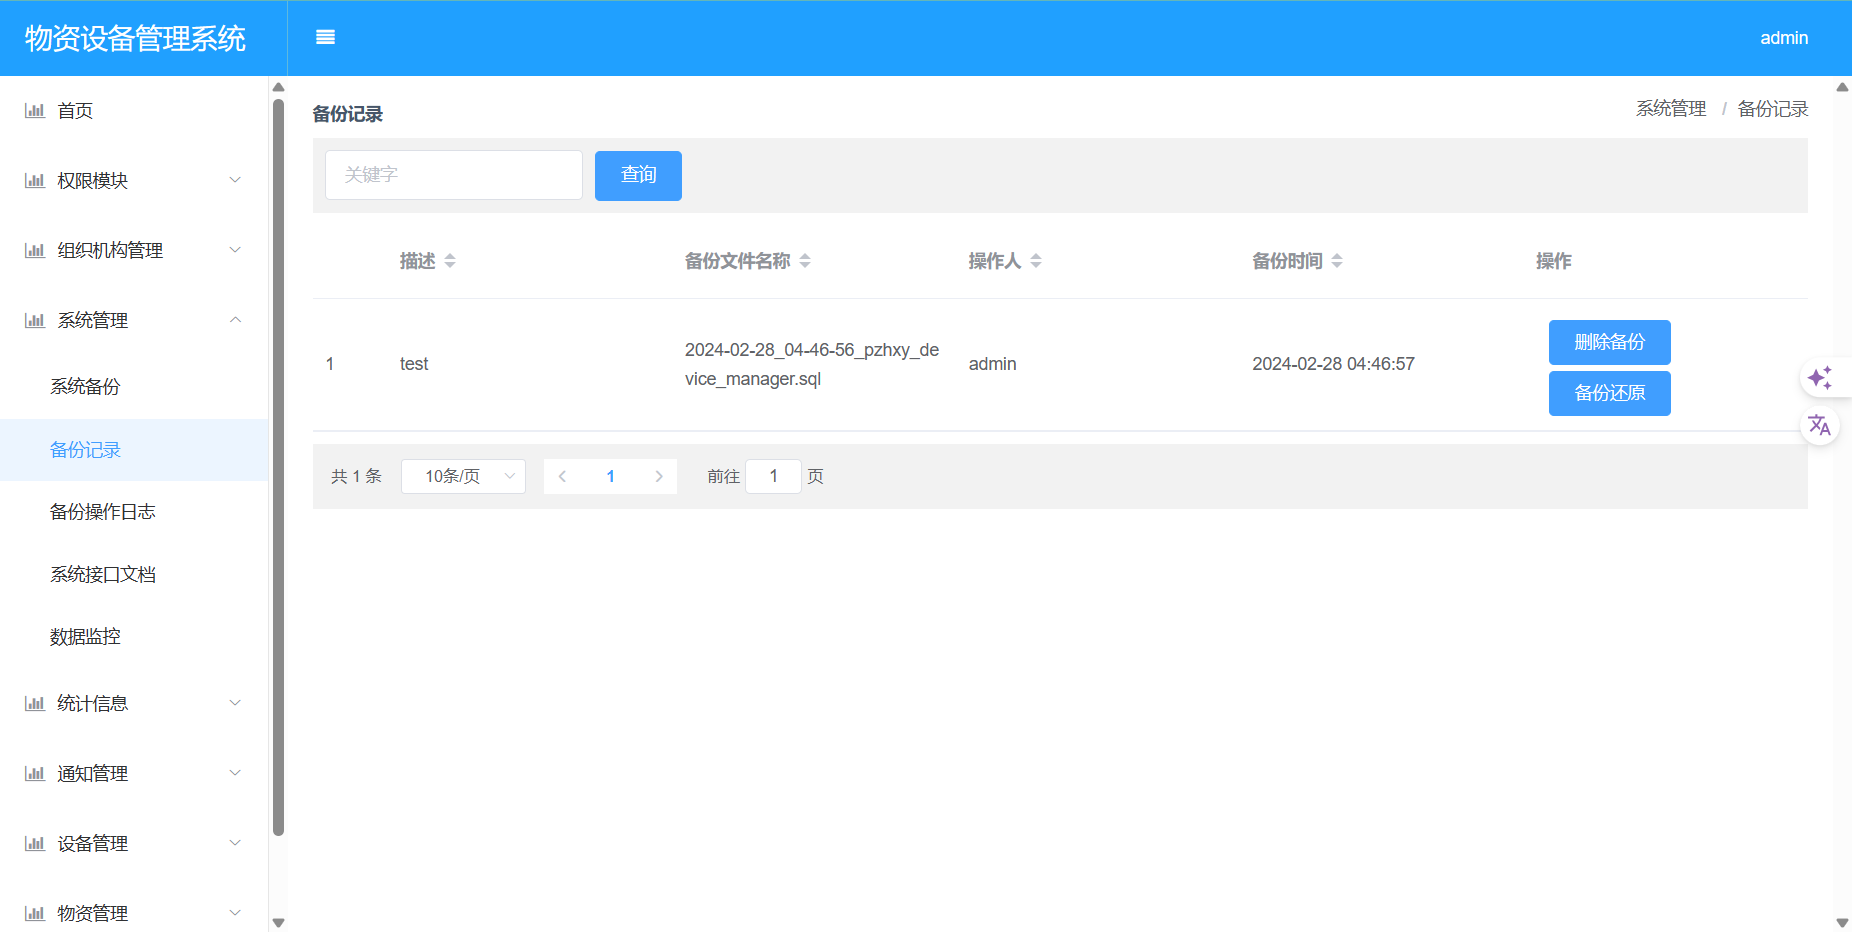 物资设备管理系统
admin
首页
权限模块
组织机构管理
系统管理
系统备份
备份记录
备份操作日志
系统接口文档
数据监控
统计信息
通知管理
设备管理
物资管理
备份记录
系统管理 / 备份记录
关键字
查询
描述 备份文件名称 操作人 备份时间 操作
1 test 2024-02-28_04-46-56_pzhxy_de admin 2024-02-28 04:46:57 删除备份
vice_manager.sql 备份还原
共 1 条 10条/页 1 前往 1 页